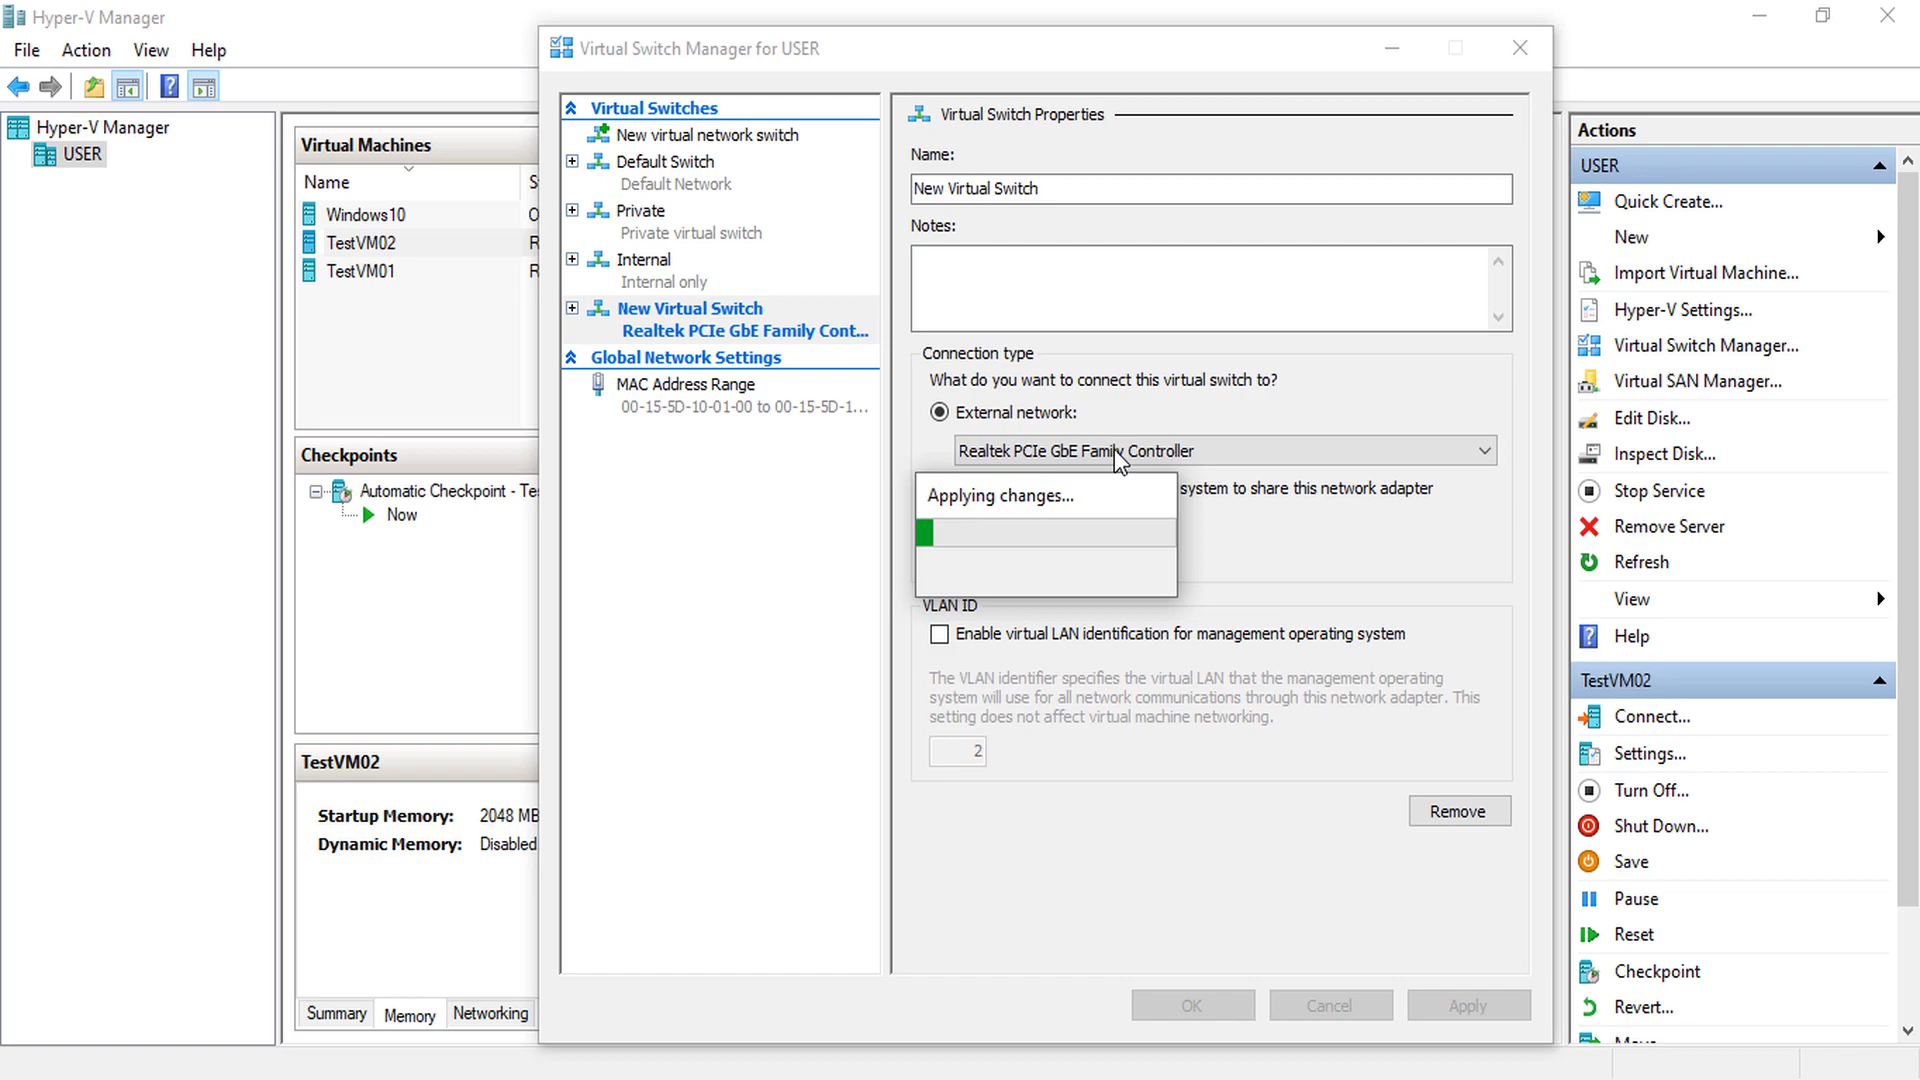 Hyper-V Manager
File Action View Help
Hyper-V Manager
USER
Virtual Machines
Name
Windows10
TestVM02
TestVM01
Checkpoints
Automatic Checkpoint - Te
Now
TestVM02
Startup Memory: 2048 MB
Dynamic Memory: Disabled
Summary Memory Networking
Virtual Switch Manager for USER
Virtual Switches
New virtual network switch
Default Switch
Default Network
Private
Private virtual switch
Internal
Internal only
New Virtual Switch
Realtek PCIe GbE Family Cont...
Global Network Settings
MAC Address Range
00-15-5D-10-01-00 to 00-15-5D-1...
Virtual Switch Properties
Name:
New Virtual Switch
Notes:
Connection type
What do you want to connect this virtual switch to?
External network:
Realtek PCIe GbE Family Controller
system to share this network adapter
Applying changes...
VLAN ID
Enable virtual LAN identification for management operating system
The VLAN identifier specifies the virtual LAN that the management operating
system will use for all network communications through this network adapter. This
setting does not affect virtual machine networking.
2
Remove
OK Cancel Apply
Actions
USER
Quick Create...
New
Import Virtual Machine...
Hyper-V Settings...
Virtual Switch Manager...
Virtual SAN Manager...
Edit Disk...
Inspect Disk...
Stop Service
Remove Server
Refresh
View
Help
TestVM02
Connect...
Settings...
Turn Off...
Shut Down...
Save
Pause
Reset
Checkpoint
Revert...